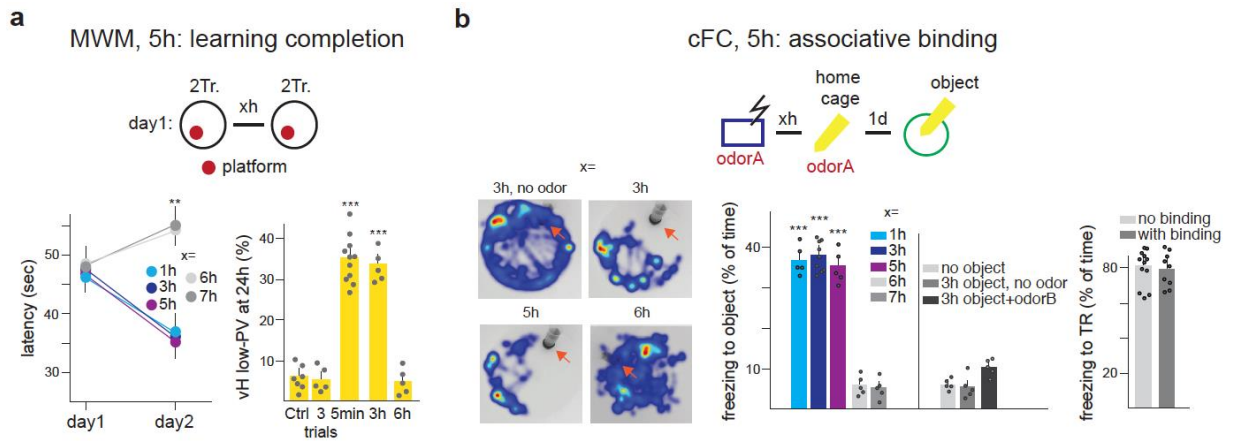 a
MWM, 5h: learning completion
2Tr. 2Tr.
xh
day1:
platform
latency (sec)
50
40
30
day1 day2
**
x=
1h
3h
5h
6h
7h
vH low-PV at 24h (%)
40
30
10
***
***
Ctrl 3 5min 3h 6h
trials
b
cFC, 5h: associative binding
home
cage
object
xh 1d
odorA odorA
x=
3h, no odor 3h
5h 6h
freezing to object (% of time)
40
10
*** *** ***
x=
1h
3h
5h
6h
7h
no object
3h object, no odor
3h object+odorB
freezing to TR (% of time)
80
20
no binding
with binding